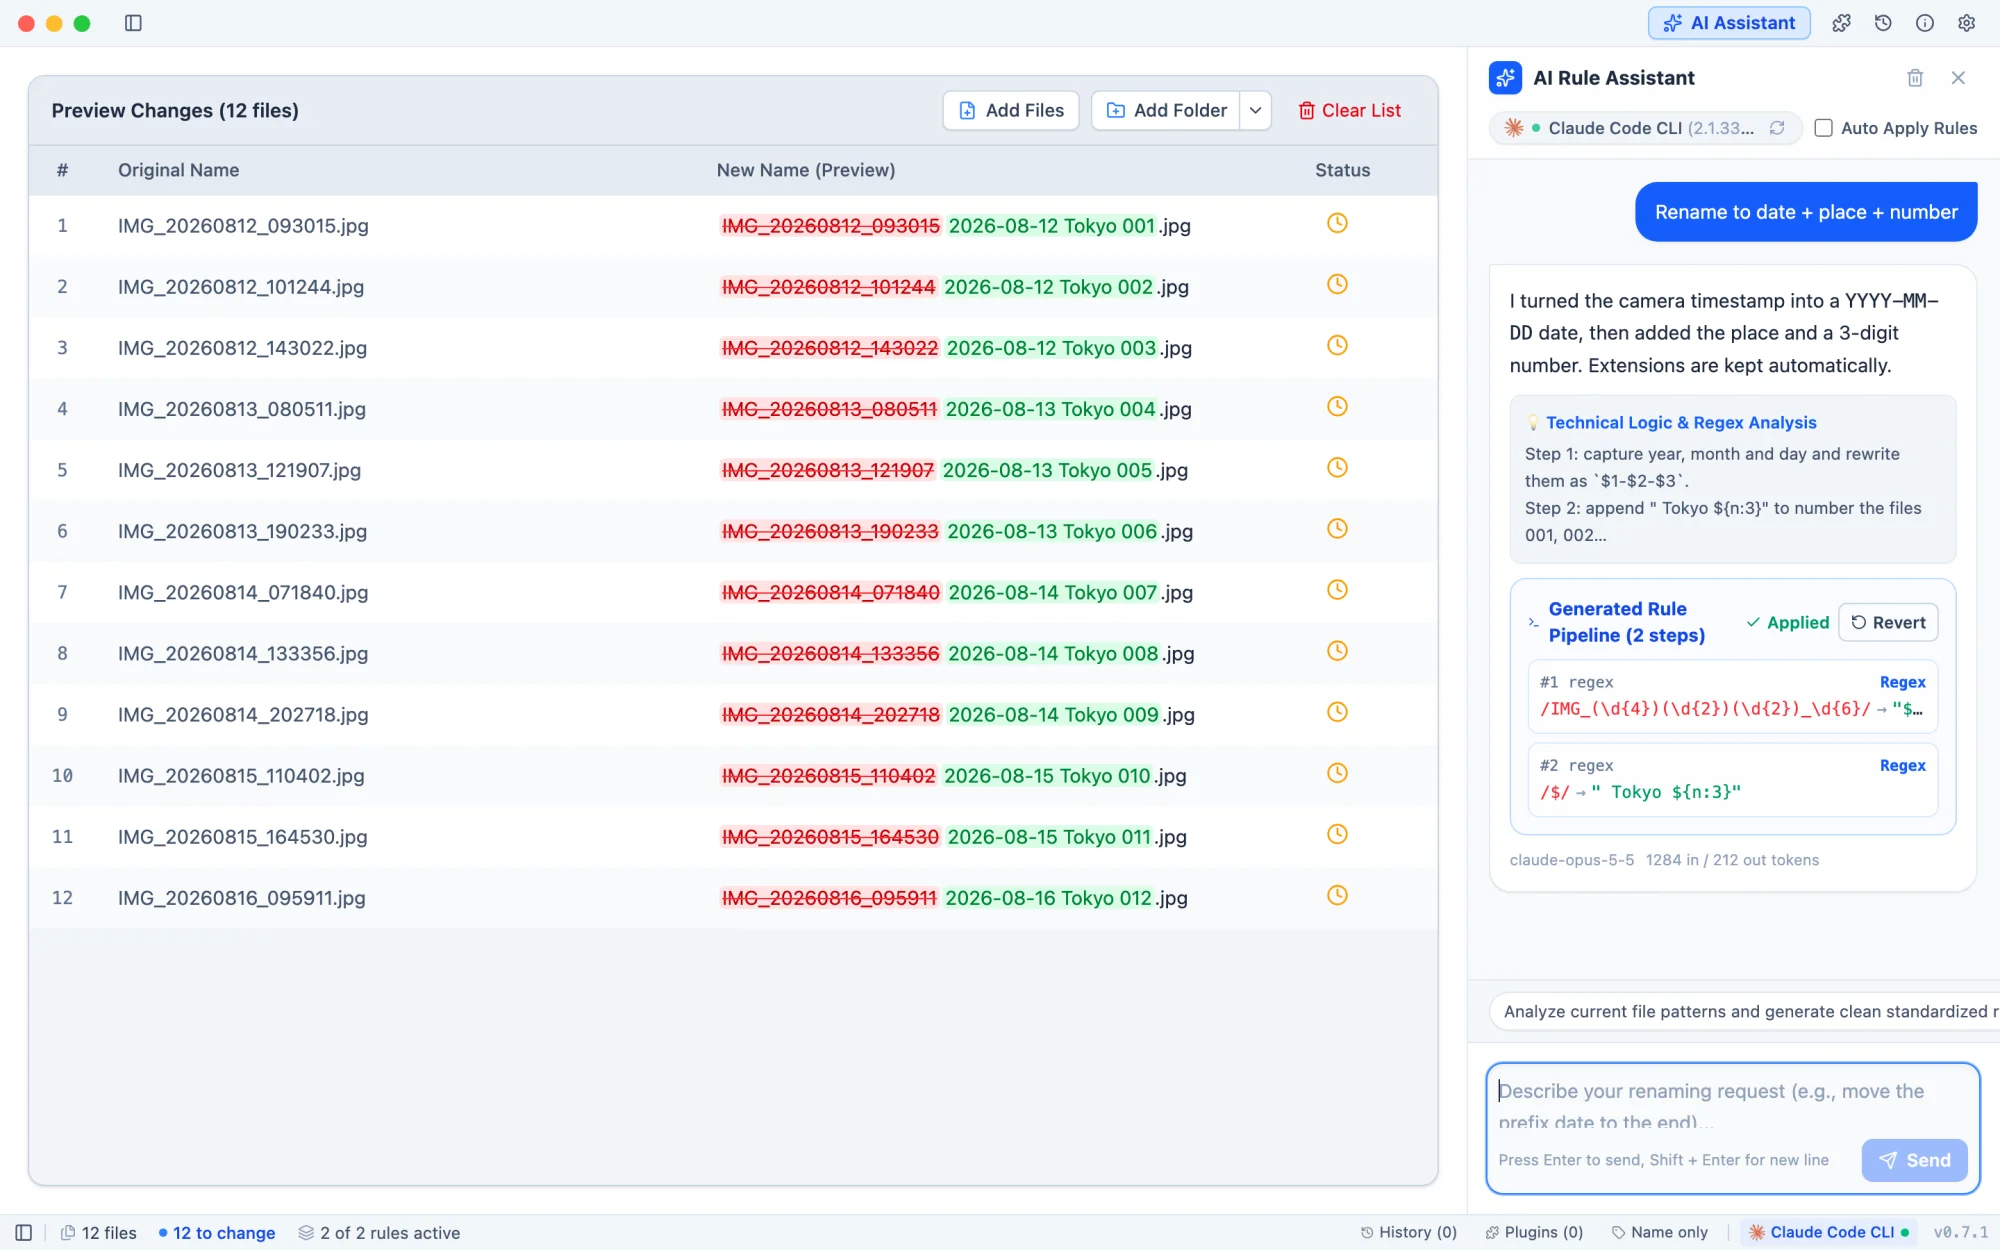 AI Assistant
Preview Changes (12 files)
Add Files
Add Folder
Clear List
# Original Name New Name (Preview) Status
1 IMG_20260812_093015.jpg IMG_20260812_093015 2026-08-12 Tokyo 001.jpg
2 IMG_20260812_101244.jpg IMG_20260812_101244 2026-08-12 Tokyo 002.jpg
3 IMG_20260812_143022.jpg IMG_20260812_143022 2026-08-12 Tokyo 003.jpg
4 IMG_20260813_080511.jpg IMG_20260813_080511 2026-08-13 Tokyo 004.jpg
5 IMG_20260813_121907.jpg IMG_20260813_121907 2026-08-13 Tokyo 005.jpg
6 IMG_20260813_190233.jpg IMG_20260813_190233 2026-08-13 Tokyo 006.jpg
7 IMG_20260814_071840.jpg IMG_20260814_071840 2026-08-14 Tokyo 007.jpg
8 IMG_20260814_133356.jpg IMG_20260814_133356 2026-08-14 Tokyo 008.jpg
9 IMG_20260814_202718.jpg IMG_20260814_202718 2026-08-14 Tokyo 009.jpg
10 IMG_20260815_110402.jpg IMG_20260815_110402 2026-08-15 Tokyo 010.jpg
11 IMG_20260815_164530.jpg IMG_20260815_164530 2026-08-15 Tokyo 011.jpg
12 IMG_20260816_095911.jpg IMG_20260816_095911 2026-08-16 Tokyo 012.jpg
AI Rule Assistant
Claude Code CLI (2.1.33...
Auto Apply Rules
Rename to date + place + number
I turned the camera timestamp into a YYYY-MM-
DD date, then added the place and a 3-digit
number. Extensions are kept automatically.
💡 Technical Logic & Regex Analysis
Step 1: capture year, month and day and rewrite
them as `$1-$2-$3`.
Step 2: append " Tokyo ${n:3}" to number the files
001, 002...
Generated Rule
Pipeline (2 steps)
✓ Applied
Revert
#1 regex Regex
/IMG_(\d{4})(\d{2})(\d{2})_\d{6}/ → "$...
#2 regex Regex
/$/ → " Tokyo ${n:3}"
claude-opus-5-5 1284 in / 212 out tokens
Analyze current file patterns and generate clean standardized r
Describe your renaming request (e.g., move the
prefix date to the end)...
Press Enter to send, Shift + Enter for new line
Send
12 files
12 to change
2 of 2 rules active
History (0)
Plugins (0)
Name only
Claude Code CLI
v0.7.1